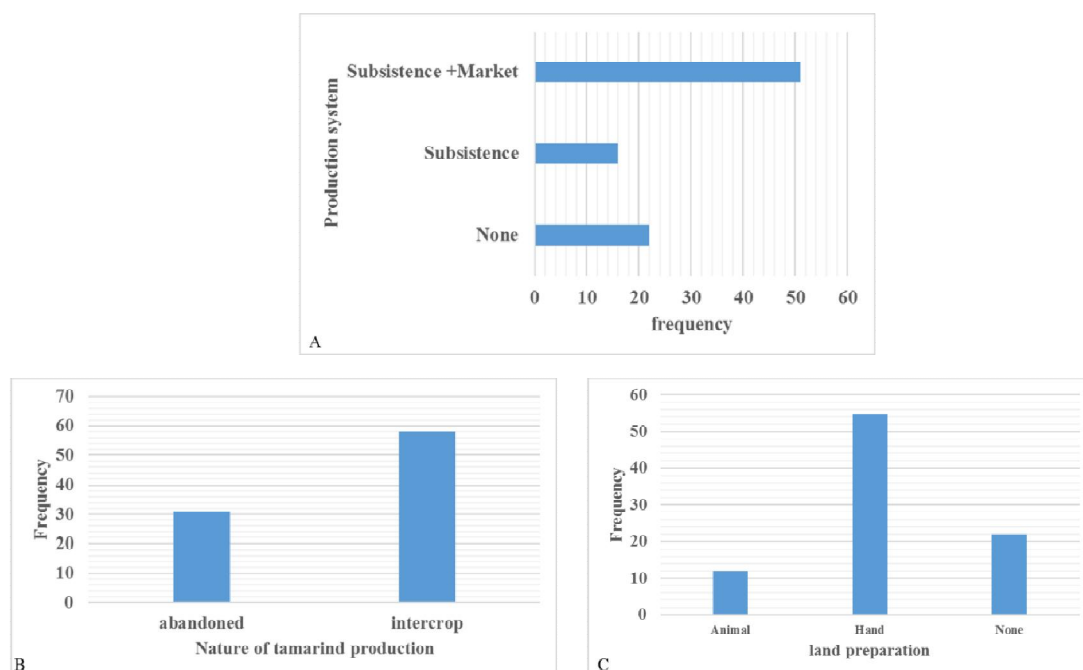 Production system
Subsistence +Market
Subsistence
None
0 10 20 30 40 50 60
frequency
A
Frequency
70
60
50
40
30
20
10
0
abandoned intercrop
Nature of tamarind production
B
Frequency
60
50
40
30
20
10
0
Animal Hand None
land preparation
C